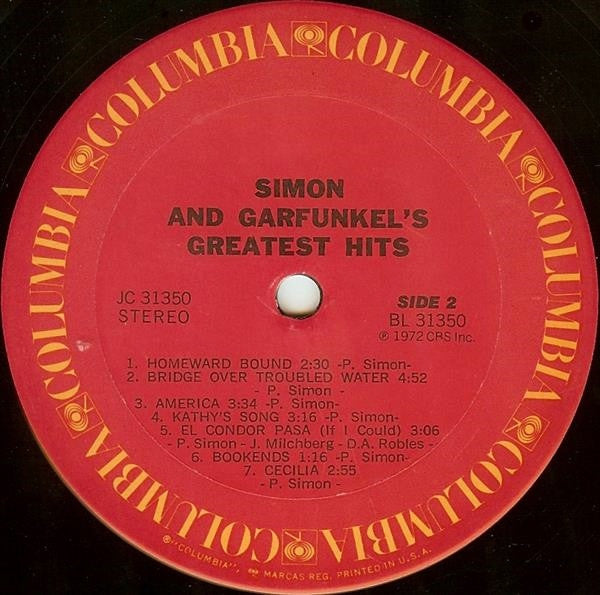 COLUMBIA COLUMBIA COLUMBIA COLUMBIA COLUMBIA COLUMBIA
SIMON
AND GARFUNKEL'S
GREATEST HITS
JC 31350
STEREO
SIDE 2
BL 31350
℗ 1972 CBS Inc.
1. HOMEWARD BOUND 2:30 -P. Simon-
2. BRIDGE OVER TROUBLED WATER 4:52
- P. Simon -
3. AMERICA 3:34 -P. Simon-
4. KATHY'S SONG 3:16 -P. Simon-
5. EL CONDOR PASA (If I Could) 3:06
- P. Simon - J. Milchberg - D.A. Robles -
6. BOOKENDS 1:16 -P. Simon-
7. CECILIA 2:55
- P. Simon -
®"COLUMBIA", MARCAS REG. PRINTED IN U.S.A.